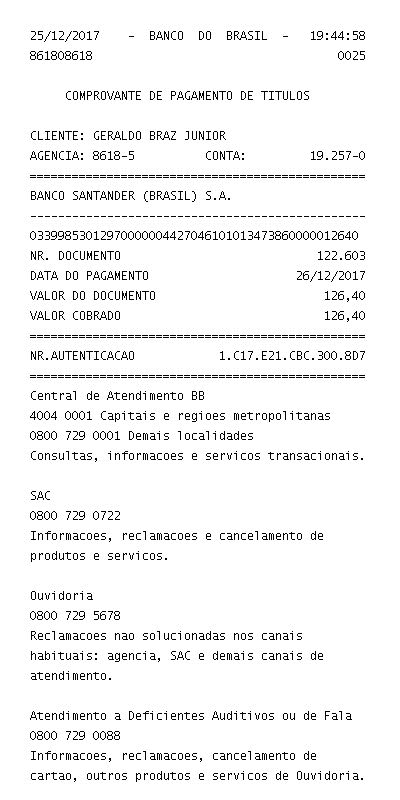 25/12/2017 - BANCO DO BRASIL - 19:44:58
861808618 0025
COMPROVANTE DE PAGAMENTO DE TITULOS
CLIENTE: GERALDO BRAZ JUNIOR
AGENCIA: 8618-5 CONTA: 19.257-0
================================================
BANCO SANTANDER (BRASIL) S.A.
------------------------------------------------
03399853012970000004427046101013473860000012640
NR. DOCUMENTO 122.603
DATA DO PAGAMENTO 26/12/2017
VALOR DO DOCUMENTO 126,40
VALOR COBRADO 126,40
================================================
NR.AUTENTICACAO 1.C17.E21.CBC.300.8D7
================================================
Central de Atendimento BB
4004 0001 Capitais e regioes metropolitanas
0800 729 0001 Demais localidades
Consultas, informacoes e servicos transacionais.
SAC
0800 729 0722
Informacoes, reclamacoes e cancelamento de
produtos e servicos.
Ouvidoria
0800 729 5678
Reclamacoes nao solucionadas nos canais
habituais: agencia, SAC e demais canais de
atendimento.
Atendimento a Deficientes Auditivos ou de Fala
0800 729 0088
Informacoes, reclamacoes, cancelamento de
cartao, outros produtos e servicos de Ouvidoria.